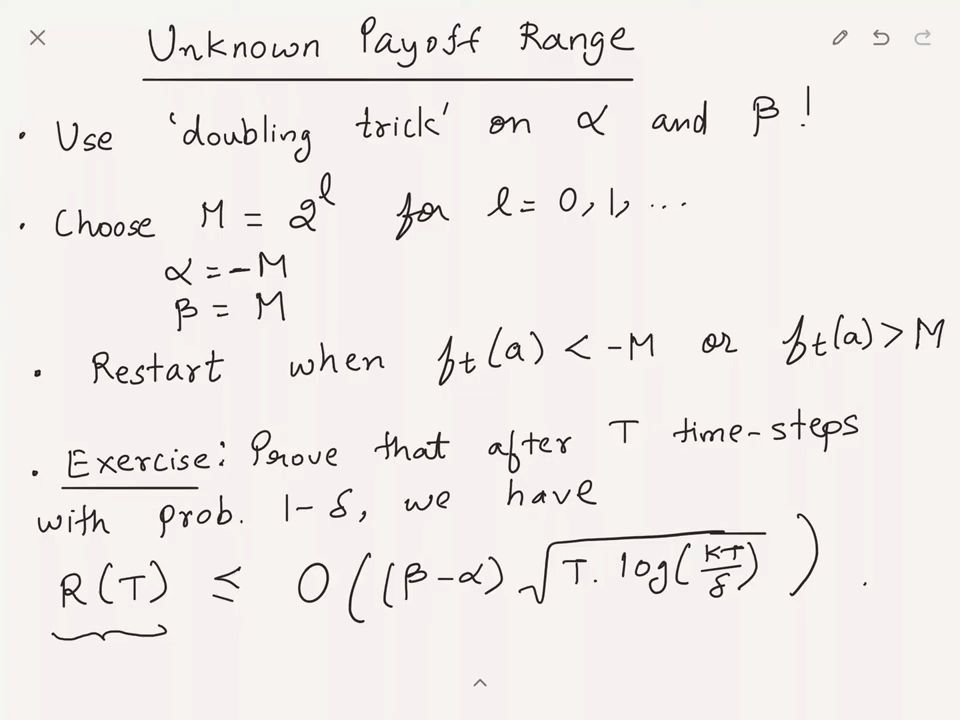 Unknown Payoff Range
• Use 'doubling trick' on α and β!
• Choose M = 2^l for l = 0, 1, ...
α = -M
β = M
• Restart when f_t(a) < -M or f_t(a) > M
• Exercise: Prove that after T time-steps
with prob. 1-δ, we have
R(T) ≤ O((β-α)√(T. log(KT/δ))).